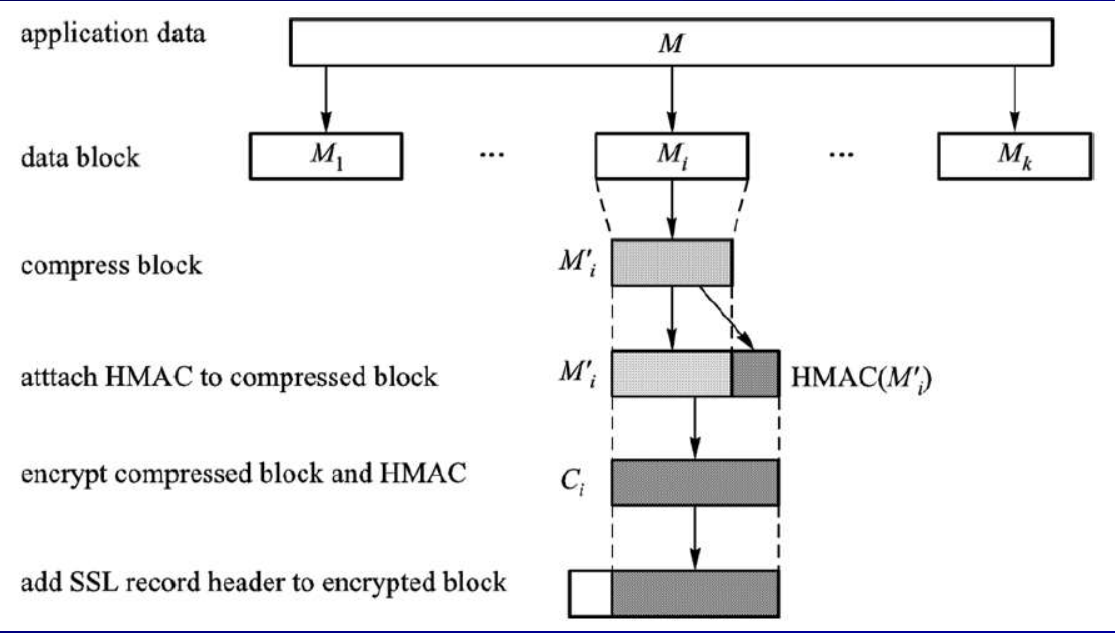 application data
M
data block
M₁ ... Mᵢ ... Mₖ
compress block
M'ᵢ
atttach HMAC to compressed block
M'ᵢ HMAC(M'ᵢ)
encrypt compressed block and HMAC
Cᵢ
add SSL record header to encrypted block